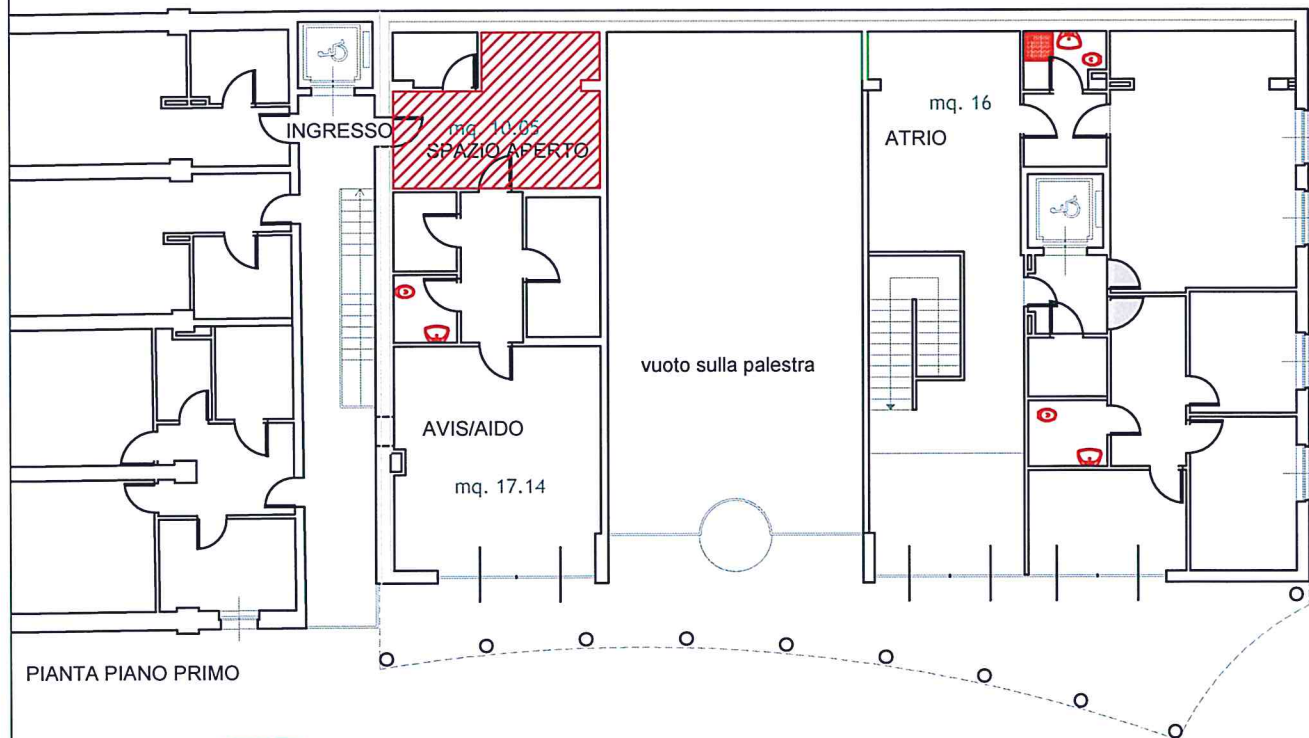 INGRESSO
mq. 10.05
SPAZIO APERTO
mq. 16
ATRIO
vuoto sulla palestra
AVIS/AIDO
mq. 17.14
PIANTA PIANO PRIMO